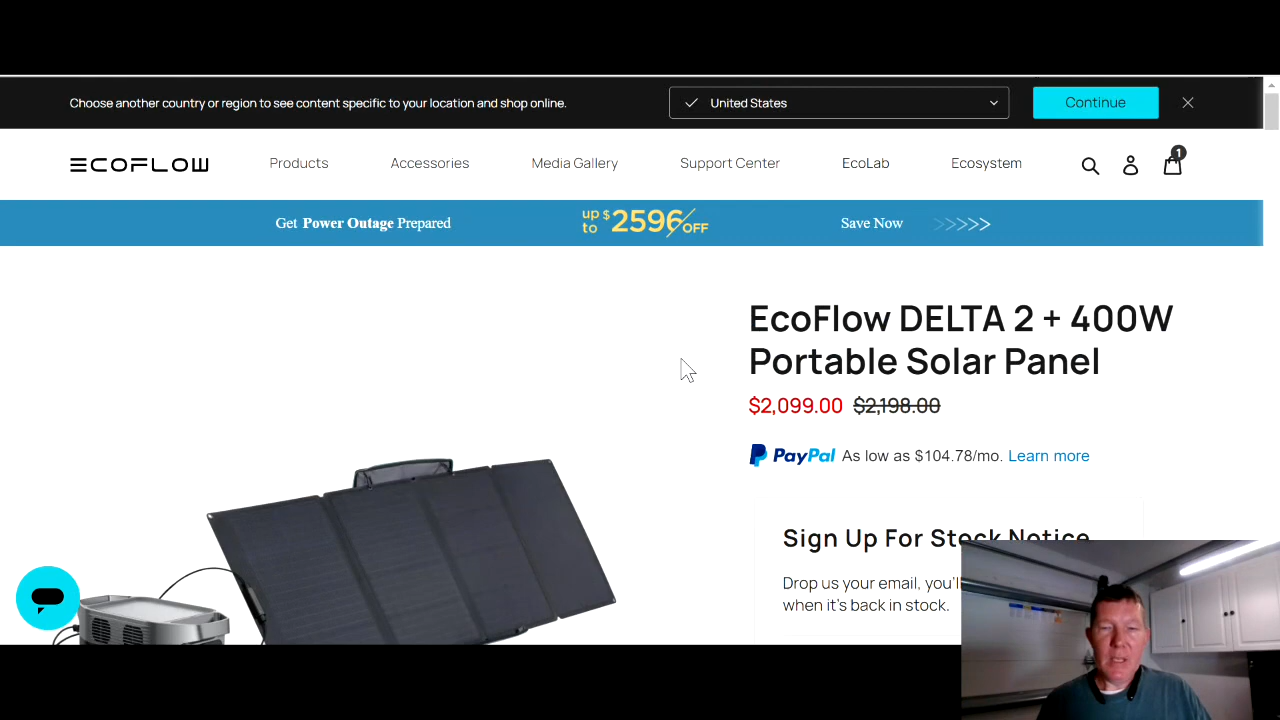 Choose another country or region to see content specific to your location and shop online.
United States
Continue
ECOFLOW
Products
Accessories
Media Gallery
Support Center
EcoLab
Ecosystem
1
Get Power Outage Prepared
up to $2596 OFF
Save Now
>>>>>
EcoFlow DELTA 2 + 400W
Portable Solar Panel
$2,099.00 $2,198.00
PayPal As low as $104.78/mo. Learn more
Sign Up For Stock Notice
Drop us your email, you'l
when it's back in stock.